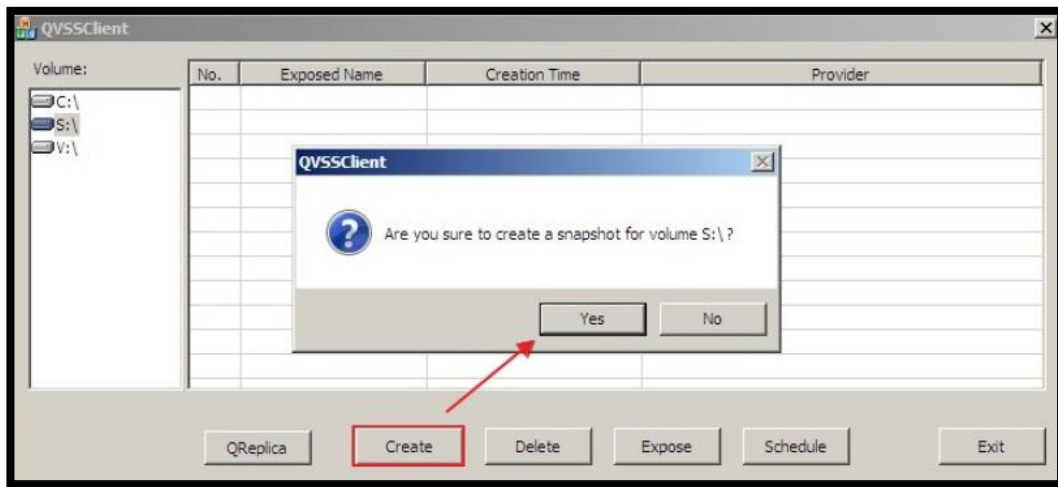 QVSSClient
Volume:
No. Exposed Name Creation Time Provider
C:\
S:\
V:\
QVSSClient
Are you sure to create a snapshot for volume S:\?
Yes No
QReplica Create Delete Expose Schedule Exit